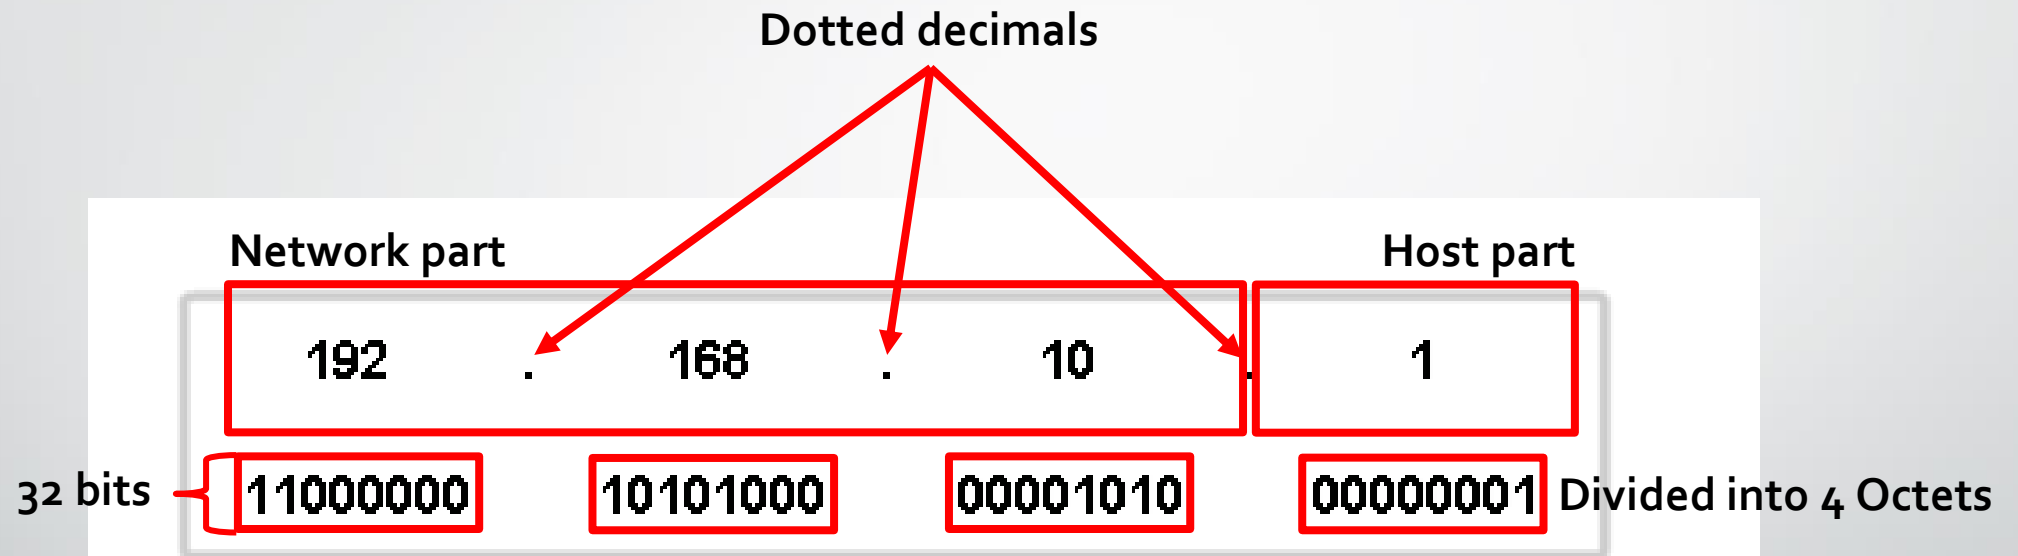 Dotted decimals
Network part Host part
192 . 168 . 10 . 1
32 bits 11000000 10101000 00001010 00000001 Divided into 4 Octets